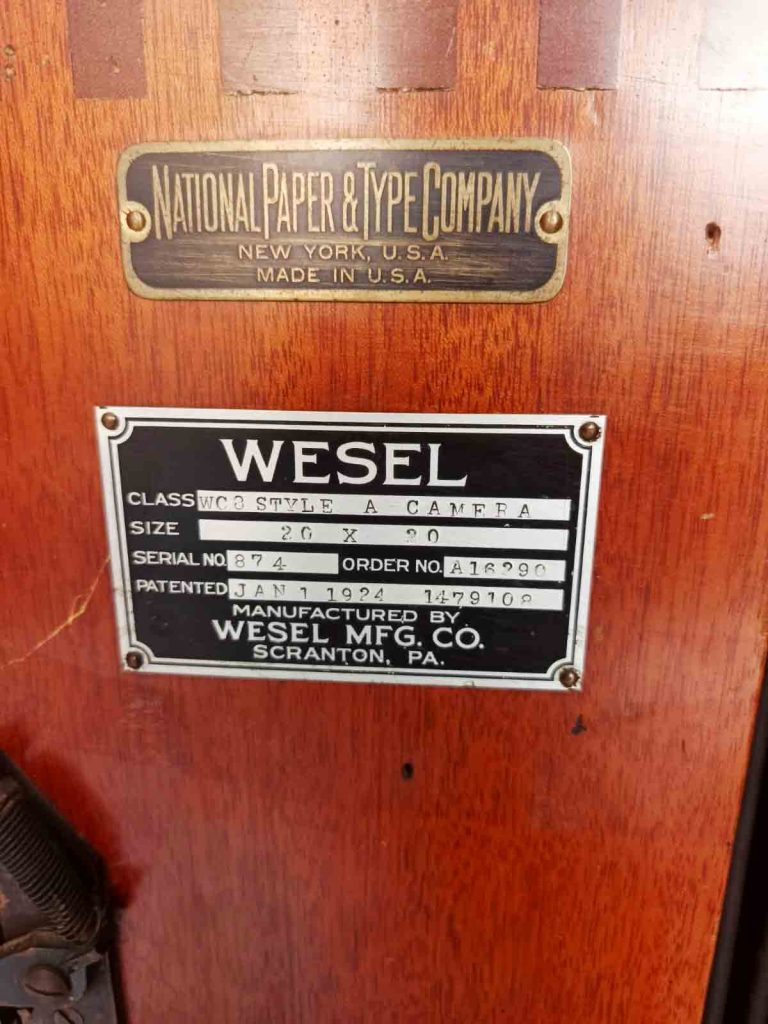 NATIONAL PAPER & TYPE COMPANY
NEW YORK, U.S.A.
MADE IN U.S.A.
WESEL
CLASS WC8 STYLE A CAMERA
SIZE 20 X 20
SERIAL NO. 874 ORDER NO. A16290
PATENTED JAN 1 1924 1479108
MANUFACTURED BY
WESEL MFG. CO.
SCRANTON, PA.